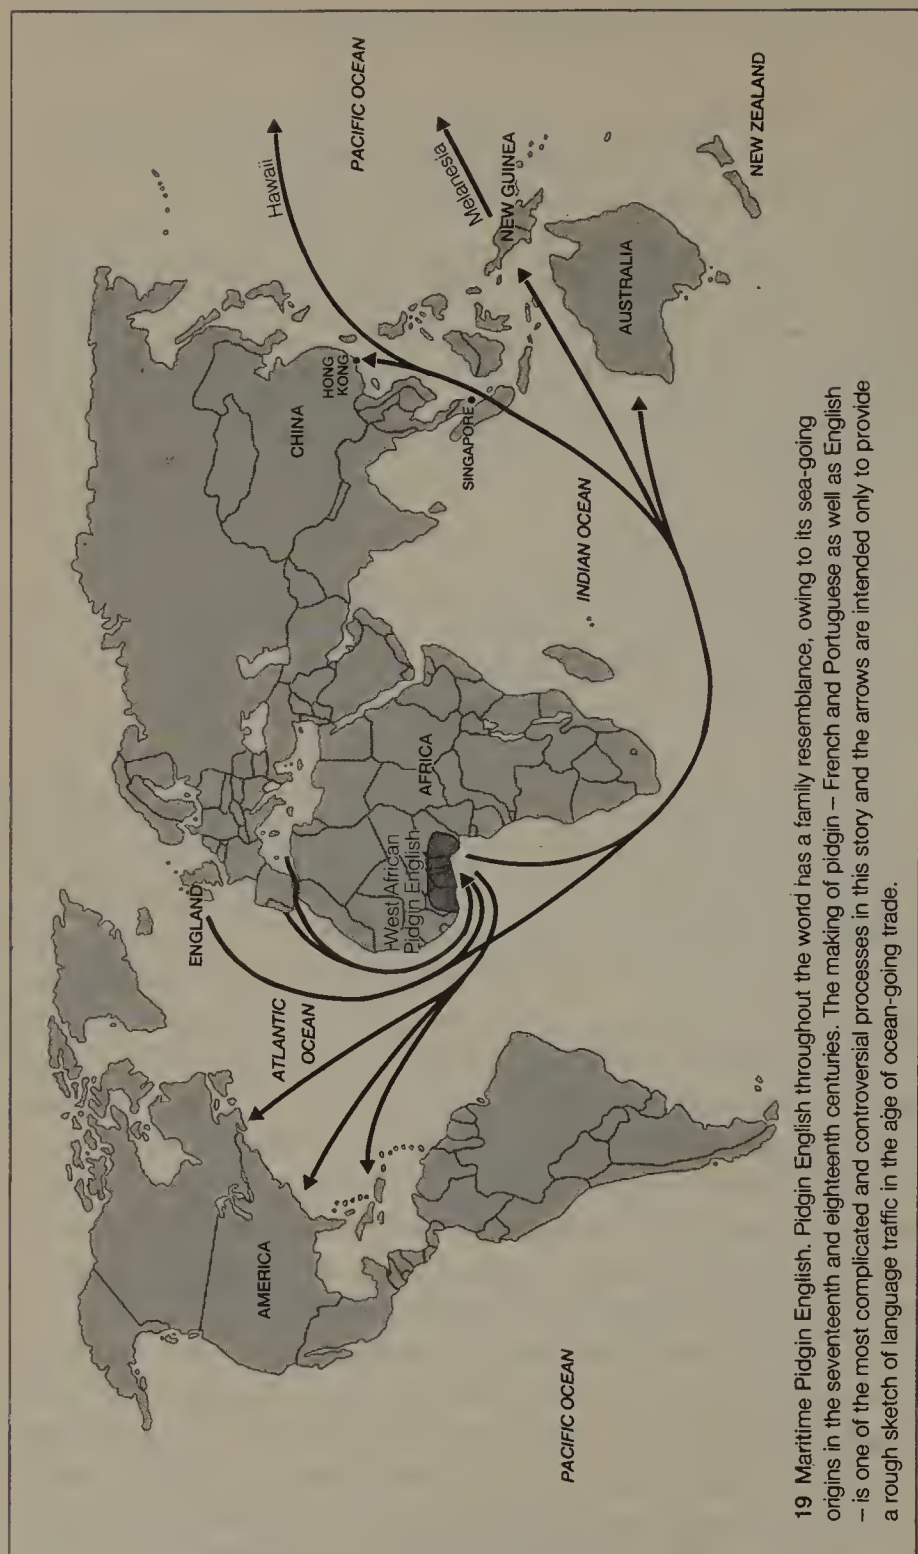 ENGLAND
ATLANTIC
OCEAN
AMERICA
PACIFIC OCEAN
West African
Pidgin English
AFRICA
INDIAN OCEAN
CHINA
HONG
KONG
SINGAPORE
Hawaii
PACIFIC OCEAN
Malanesia
NEW GUINEA
AUSTRALIA
NEW ZEALAND
19 Maritime Pidgin English. Pidgin English throughout the world has a family resemblance, owing to its sea-going
origins in the seventeenth and eighteenth centuries. The making of pidgin – French and Portuguese as well as English
– is one of the most complicated and controversial processes in this story and the arrows are intended only to provide
a rough sketch of language traffic in the age of ocean-going trade.